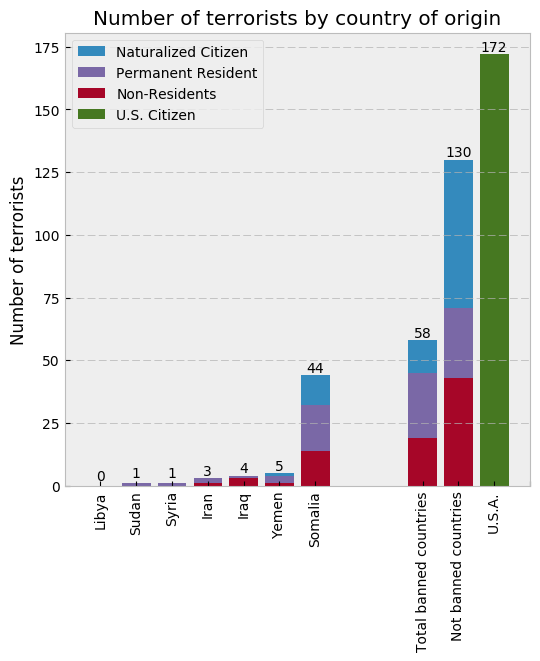 Number of terrorists by country of origin
Naturalized Citizen
Permanent Resident
Non-Residents
U.S. Citizen
Number of terrorists
175
150
125
100
75
50
25
0
0
1
1
3
4
5
44
58
130
172
Libya
Sudan
Syria
Iran
Iraq
Yemen
Somalia
Total banned countries
Not banned countries
U.S.A.